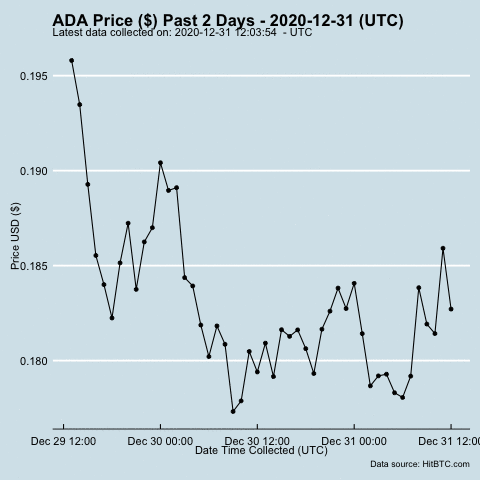 ADA Price ($) Past 2 Days - 2020-12-31 (UTC)
Latest data collected on: 2020-12-31 12:03:54 - UTC
0.195
0.190
0.185
0.180
Price USD ($)
Dec 29 12:00 Dec 30 00:00 Dec 30 12:00 Dec 31 00:00 Dec 31 12:00
Date Time Collected (UTC)
Data source: HitBTC.com